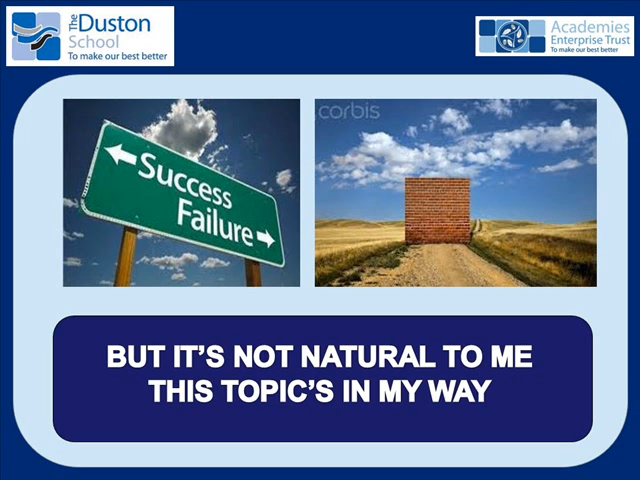 The Duston
School
To make our best better
Academies
Enterprise Trust
To make our best better
corbis
Success
Failure
BUT IT'S NOT NATURAL TO ME
THIS TOPIC'S IN MY WAY